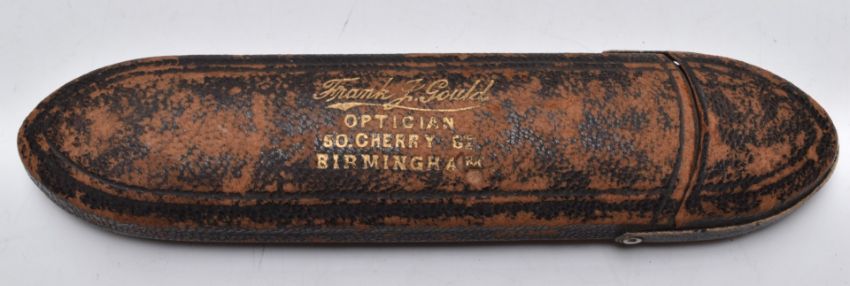 Frank J. Gould
OPTICIAN
50. CHERRY ST
BIRMINGHAM